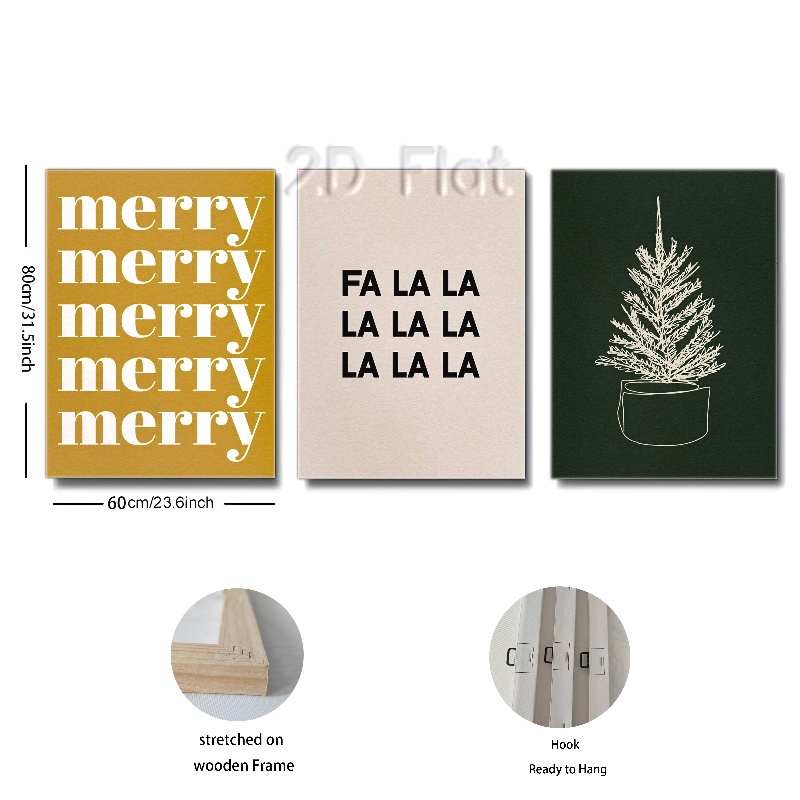 2.D Flat
merry
merry
merry
merry
merry
FA LA LA
LA LA LA
LA LA LA
80cm/31.5inch
60cm/23.6inch
stretched on
wooden Frame
Hook
Ready to Hang